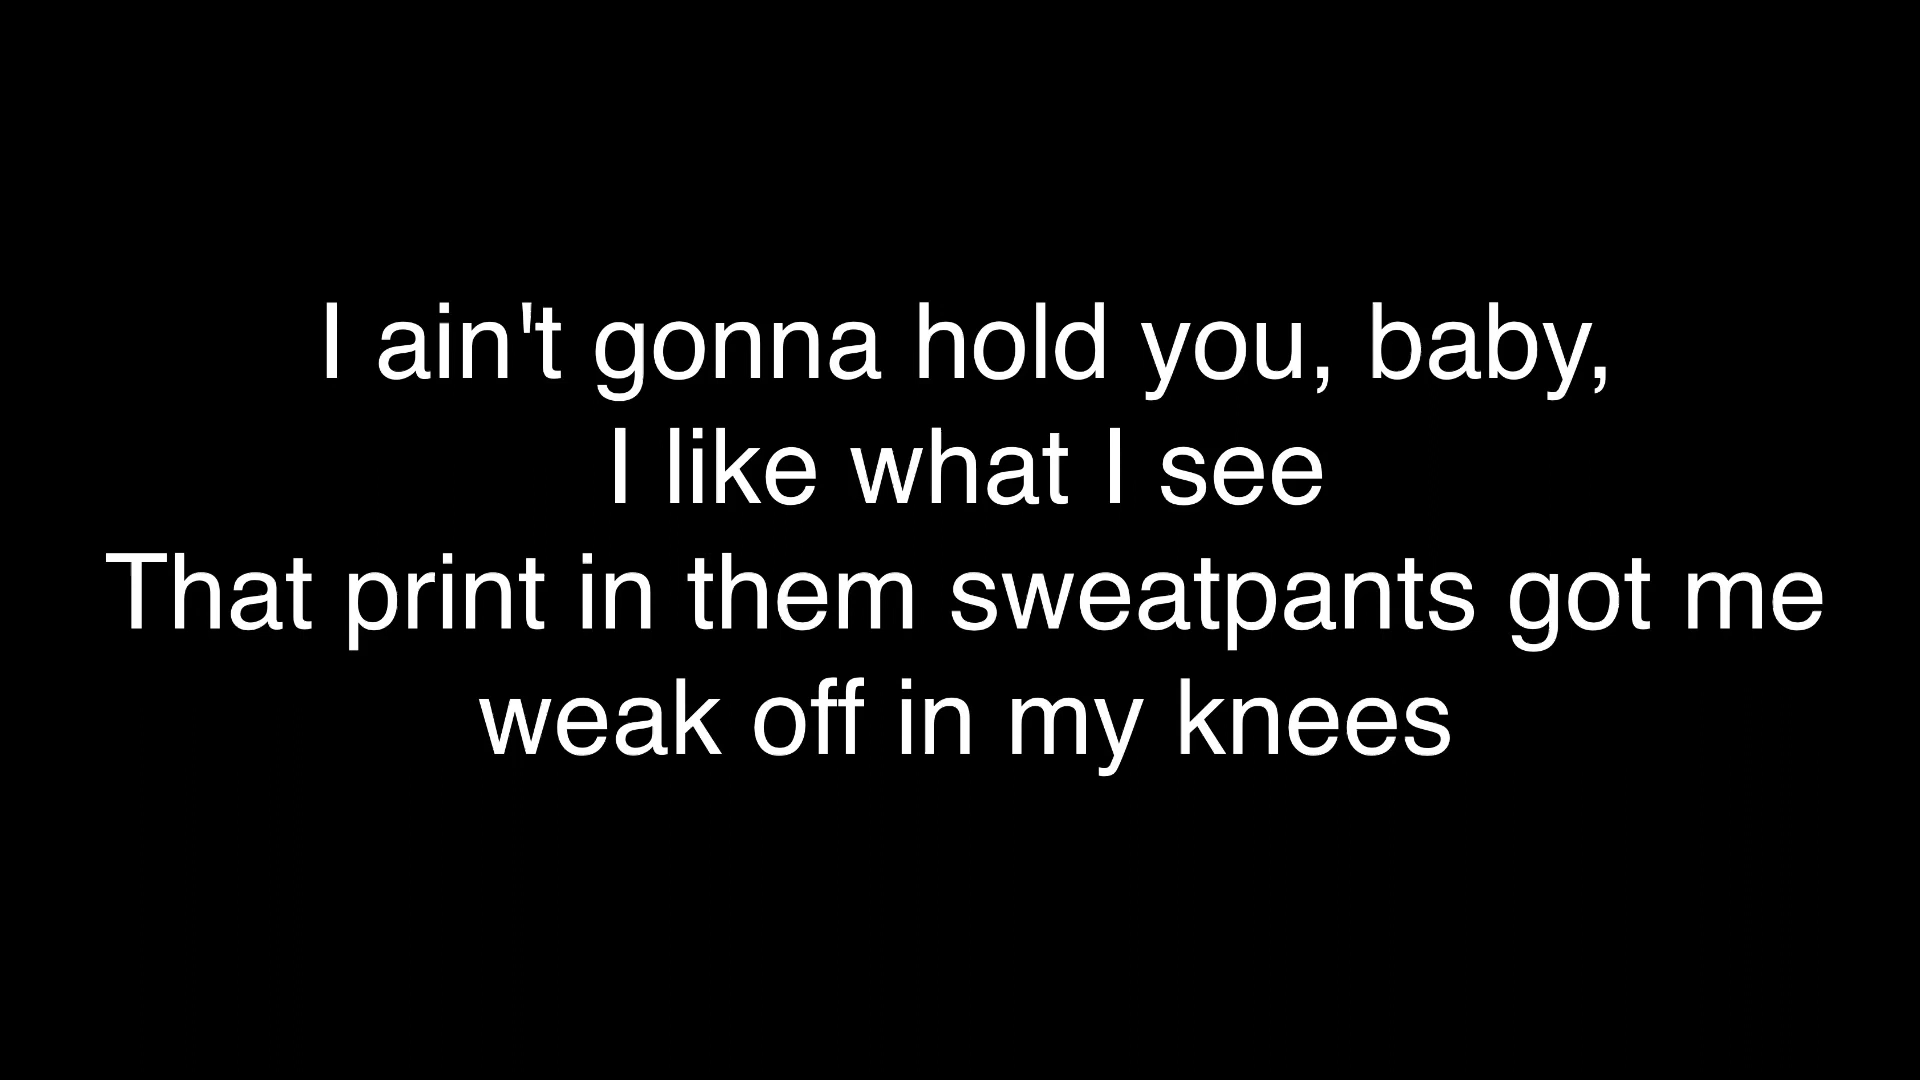 I ain't gonna hold you, baby,
I like what I see
That print in them sweatpants got me
weak off in my knees